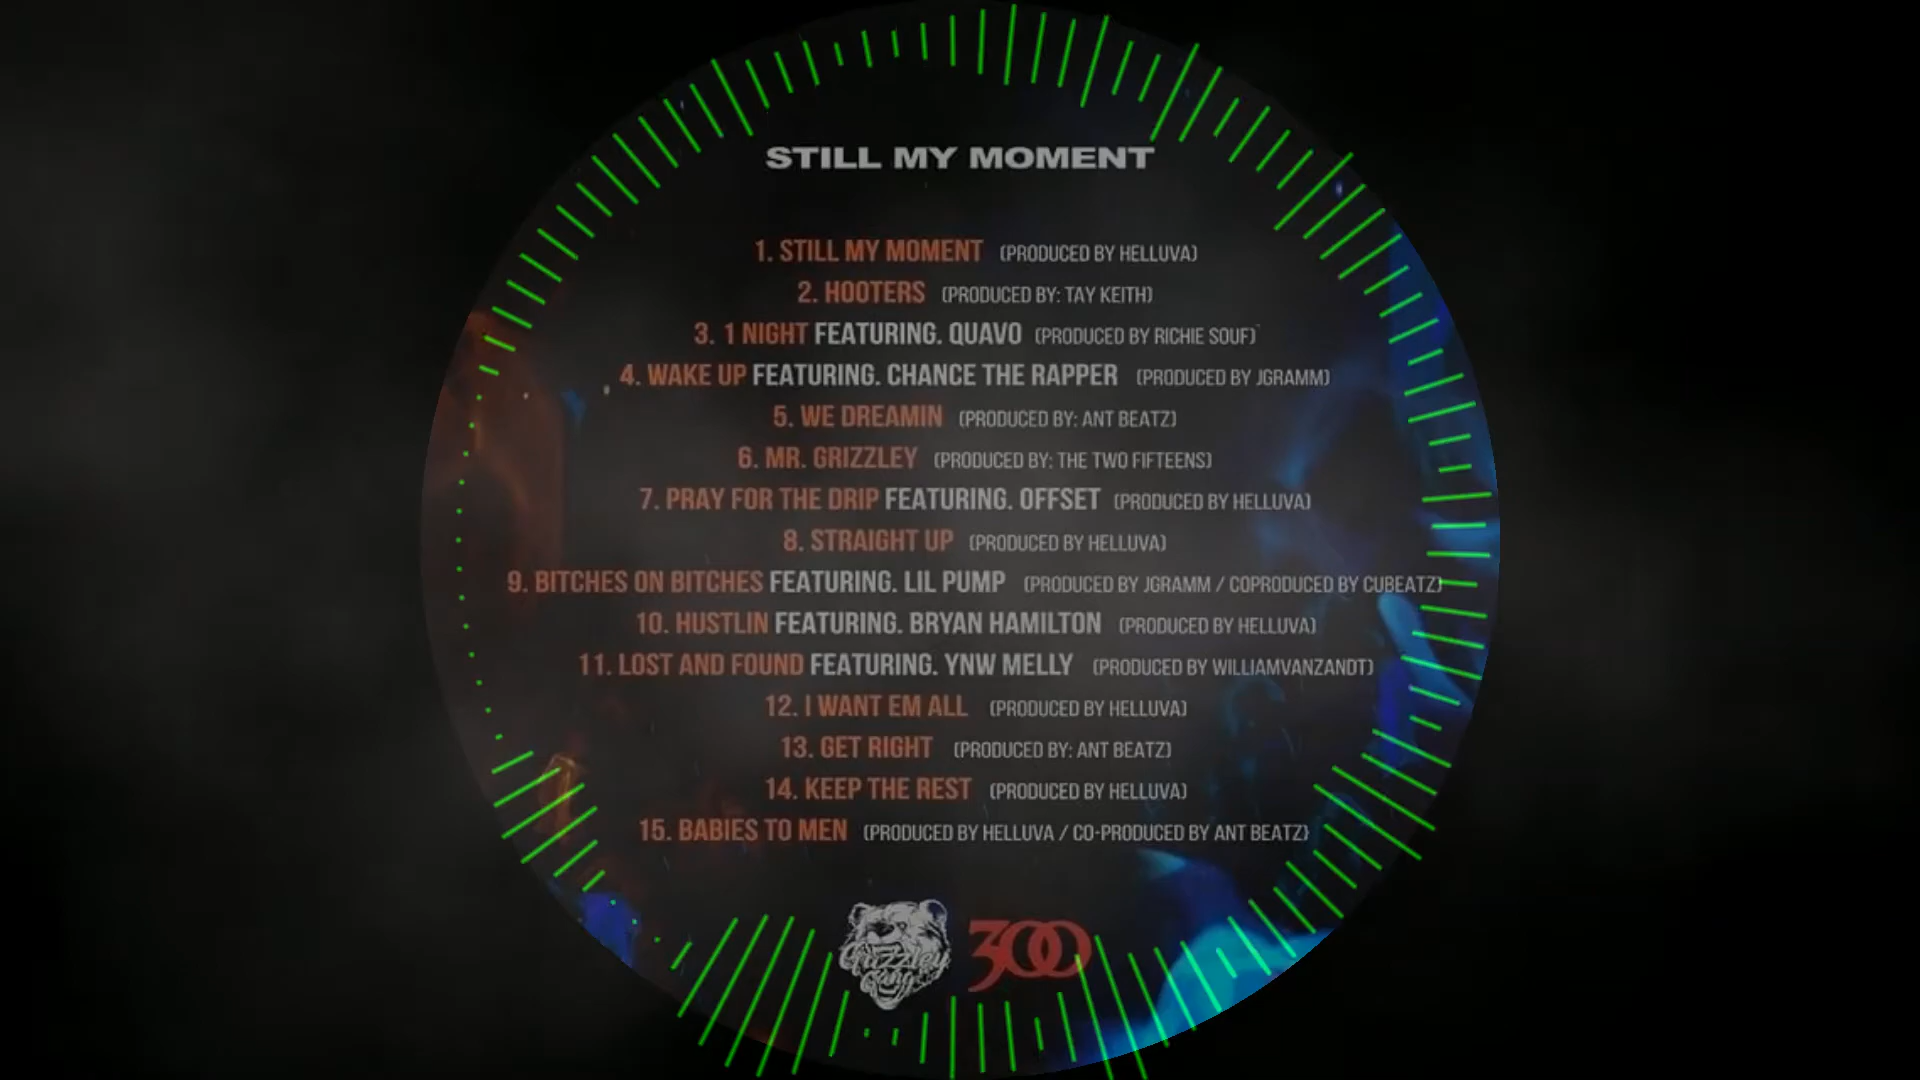 STILL MY MOMENT
1. STILL MY MOMENT (PRODUCED BY HELLUVA)
2. HOOTERS (PRODUCED BY: TAY KEITH)
3. 1 NIGHT FEATURING. QUAVO (PRODUCED BY RICHIE SOUF)
4. WAKE UP FEATURING. CHANCE THE RAPPER (PRODUCED BY JGRAMM)
5. WE DREAMIN (PRODUCED BY: ANT BEATZ)
6. MR. GRIZZLEY (PRODUCED BY: THE TWO FIFTEENS)
7. PRAY FOR THE DRIP FEATURING. OFFSET (PRODUCED BY HELLUVA)
8. STRAIGHT UP (PRODUCED BY HELLUVA)
9. BITCHES ON BITCHES FEATURING. LIL PUMP (PRODUCED BY JGRAMM / COPRODUCED BY CUBEATZ)
10. HUSTLIN FEATURING. BRYAN HAMILTON (PRODUCED BY HELLUVA)
11. LOST AND FOUND FEATURING. YNW MELLY (PRODUCED BY WILLIAMVANZANDT)
12. I WANT EM ALL (PRODUCED BY HELLUVA)
13. GET RIGHT (PRODUCED BY: ANT BEATZ)
14. KEEP THE REST (PRODUCED BY HELLUVA)
15. BABIES TO MEN (PRODUCED BY HELLUVA / CO-PRODUCED BY ANT BEATZ)
Grizzley Gang 300